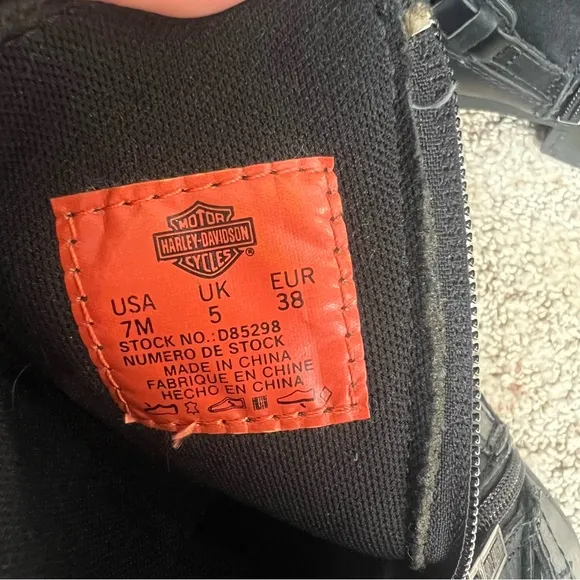 MOTOR
HARLEY-DAVIDSON
CYCLES
®
USA UK EUR
7M 5 38
STOCK NO.:D85298
NUMERO DE STOCK
MADE IN CHINA
FABRIQUE EN CHINE
HECHO EN CHINA